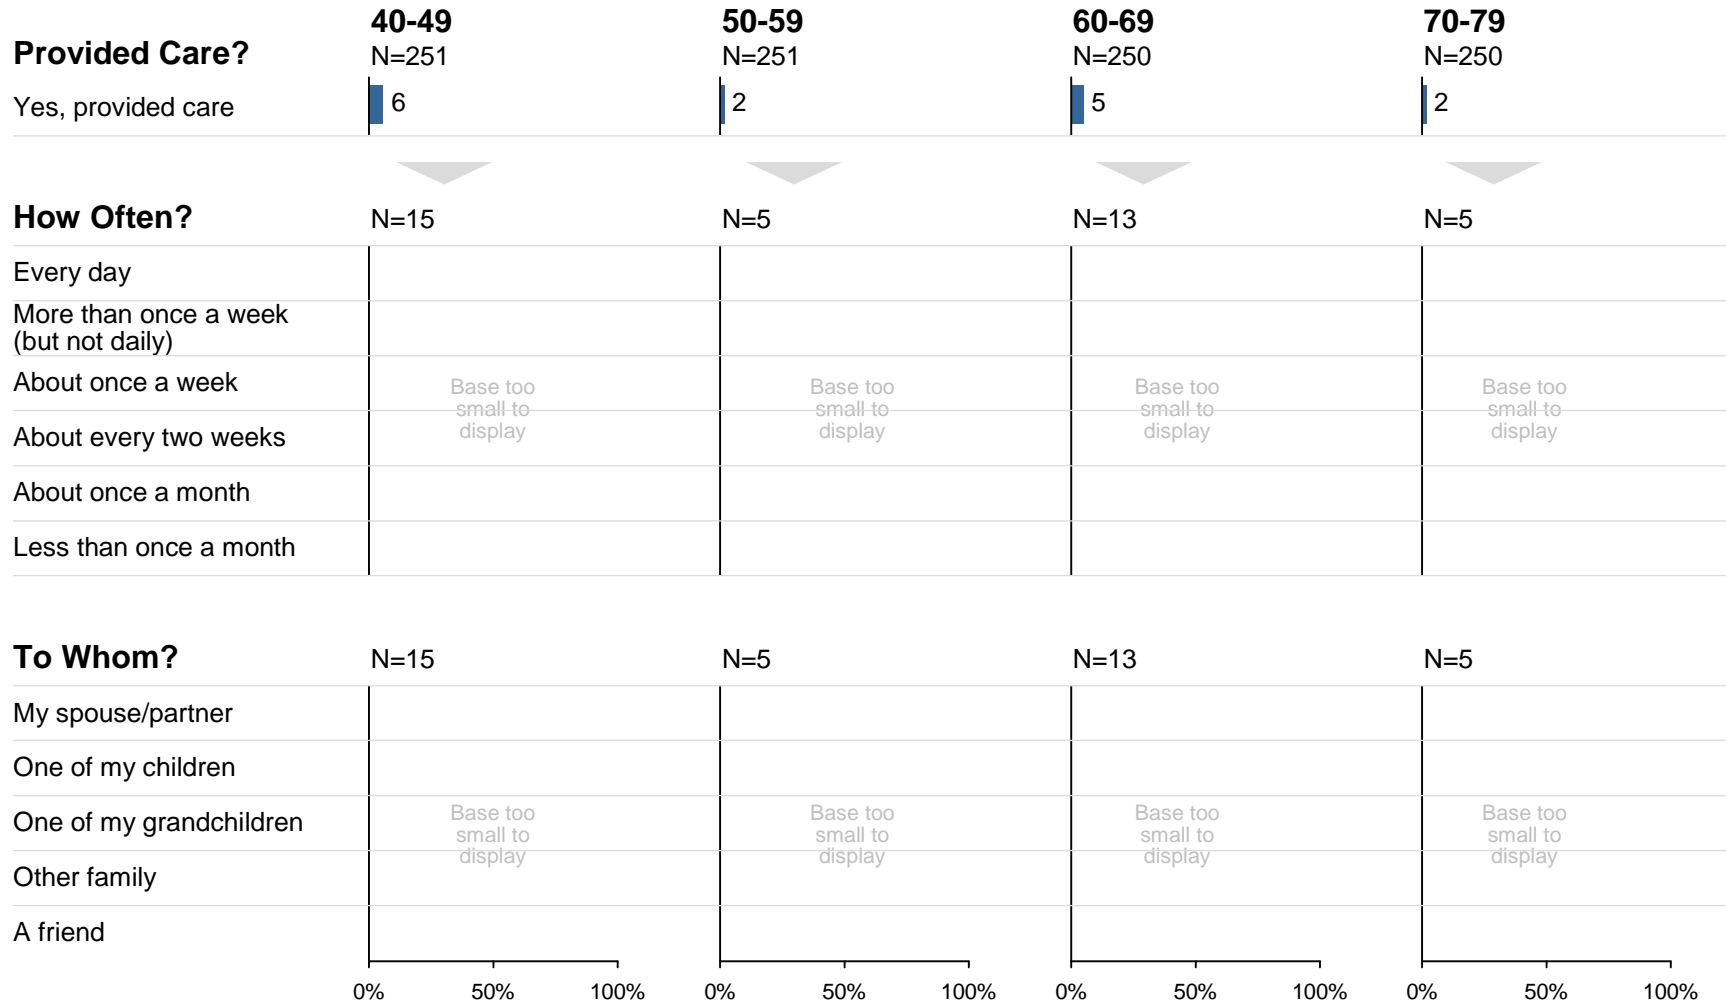 40-49 50-59 60-69 70-79
Provided Care? N=251 N=251 N=250 N=250
Yes, provided care 6 2 5 2
How Often? N=15 N=5 N=13 N=5
Every day
More than once a week
(but not daily)
About once a week
Base too Base too Base too Base too
small to small to small to small to
display display display display
About every two weeks
About once a month
Less than once a month
To Whom? N=15 N=5 N=13 N=5
My spouse/partner
One of my children
One of my grandchildren
Base too Base too Base too Base too
small to small to small to small to
display display display display
Other family
A friend
0% 50% 100% 0% 50% 100% 0% 50% 100% 0% 50% 100%